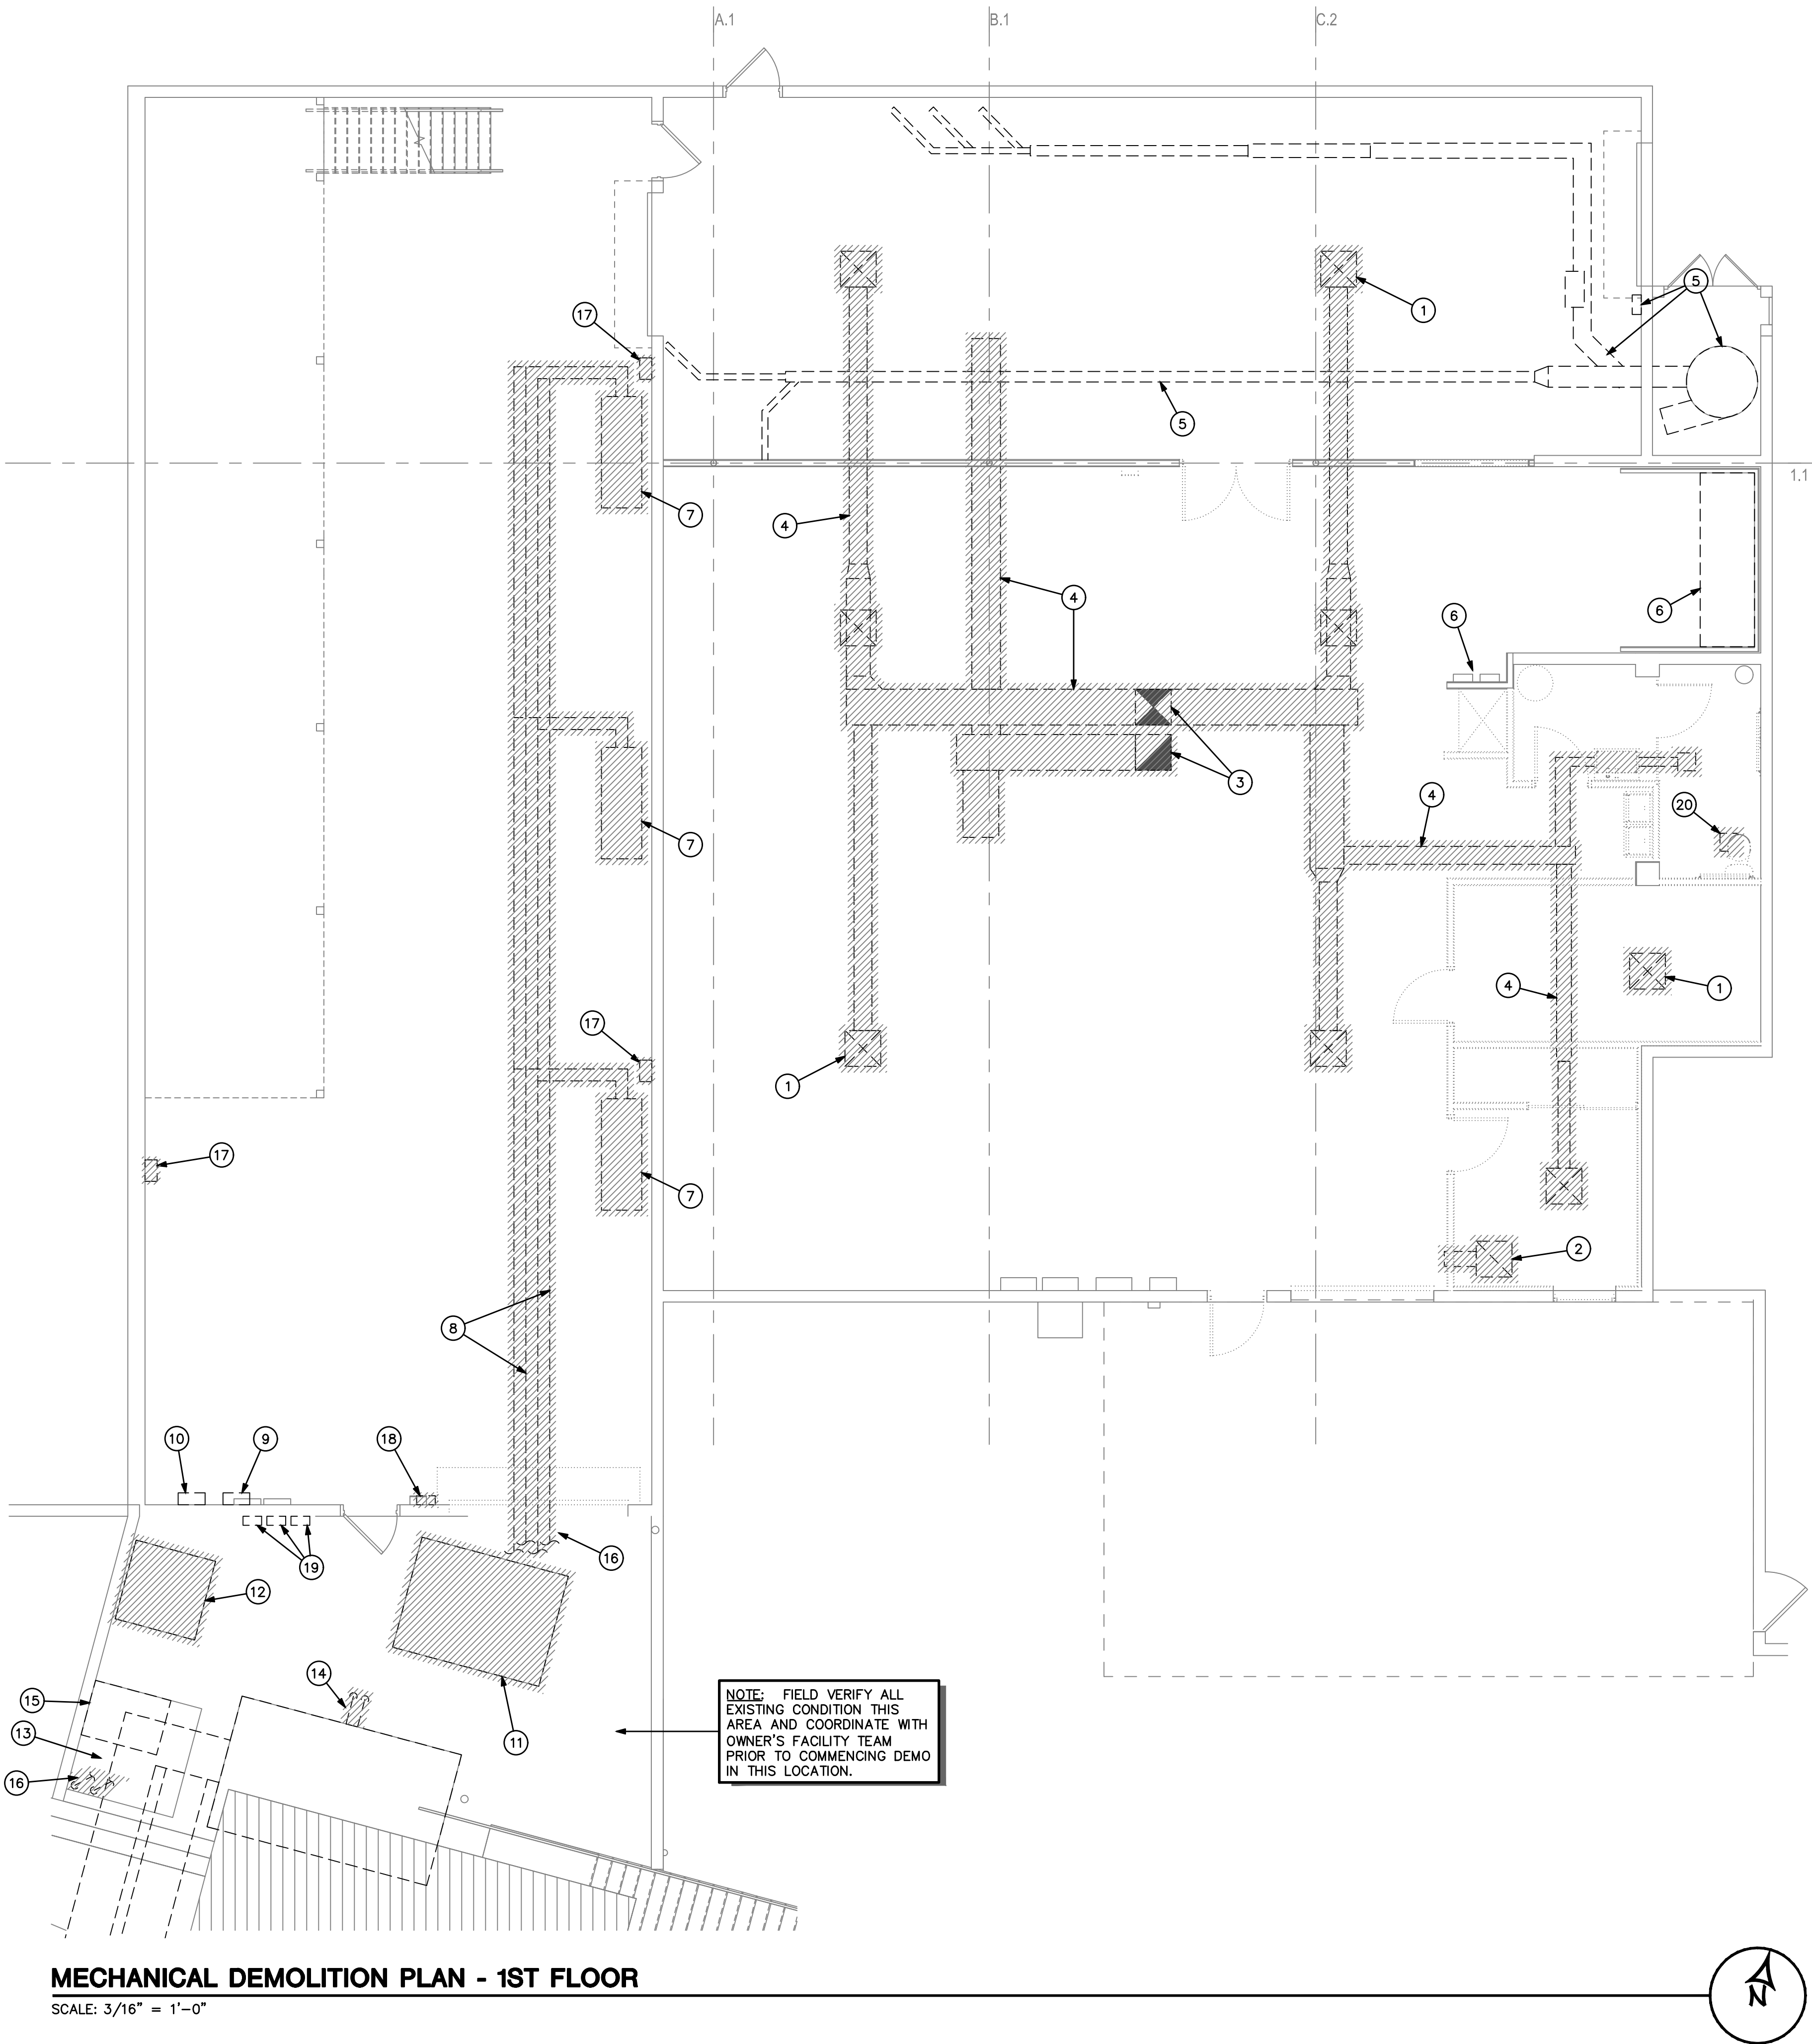 A.1
B.1
C.2
5
1
17
5
1.1
7
4
4
6
6
3
4
20
7
4
1
17
1
17
7
2
8
10
9
18
16
19
12
14
15
13
11
16
NOTE: FIELD VERIFY ALL
EXISTING CONDITION THIS
AREA AND COORDINATE WITH
OWNER'S FACILITY TEAM
PRIOR TO COMMENCING DEMO
IN THIS LOCATION.
MECHANICAL DEMOLITION PLAN - 1ST FLOOR
SCALE: 3/16" = 1'-0"
N